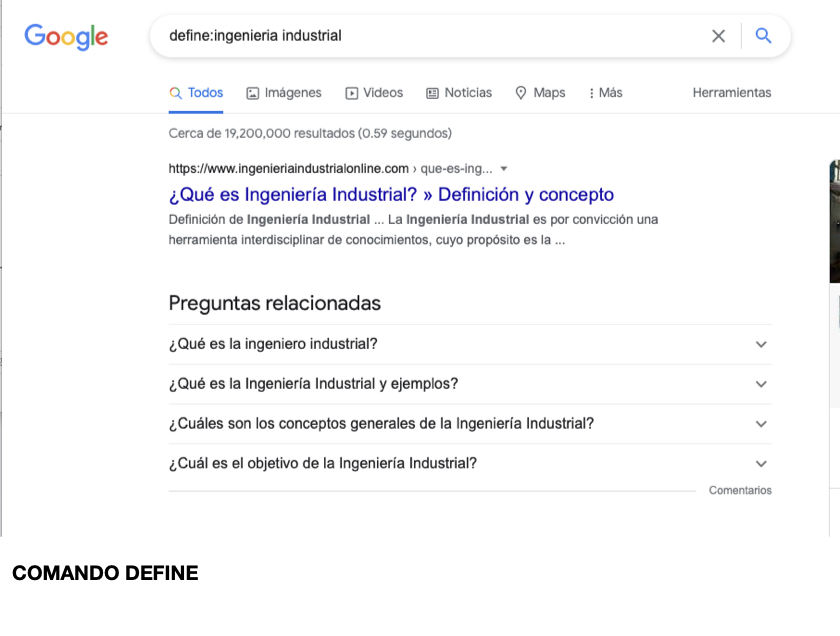 Google
define:ingenieria industrial
Todos Imágenes Videos Noticias Maps Más Herramientas
Cerca de 19,200,000 resultados (0.59 segundos)
https://www.ingenieriaindustrialonline.com › que-es-ing...
¿Qué es Ingeniería Industrial? » Definición y concepto
Definición de Ingeniería Industrial ... La Ingeniería Industrial es por convicción una
herramienta interdisciplinar de conocimientos, cuyo propósito es la ...
Preguntas relacionadas
¿Qué es la ingeniero industrial?
¿Qué es la Ingeniería Industrial y ejemplos?
¿Cuáles son los conceptos generales de la Ingeniería Industrial?
¿Cuál es el objetivo de la Ingeniería Industrial?
Comentarios
COMANDO DEFINE